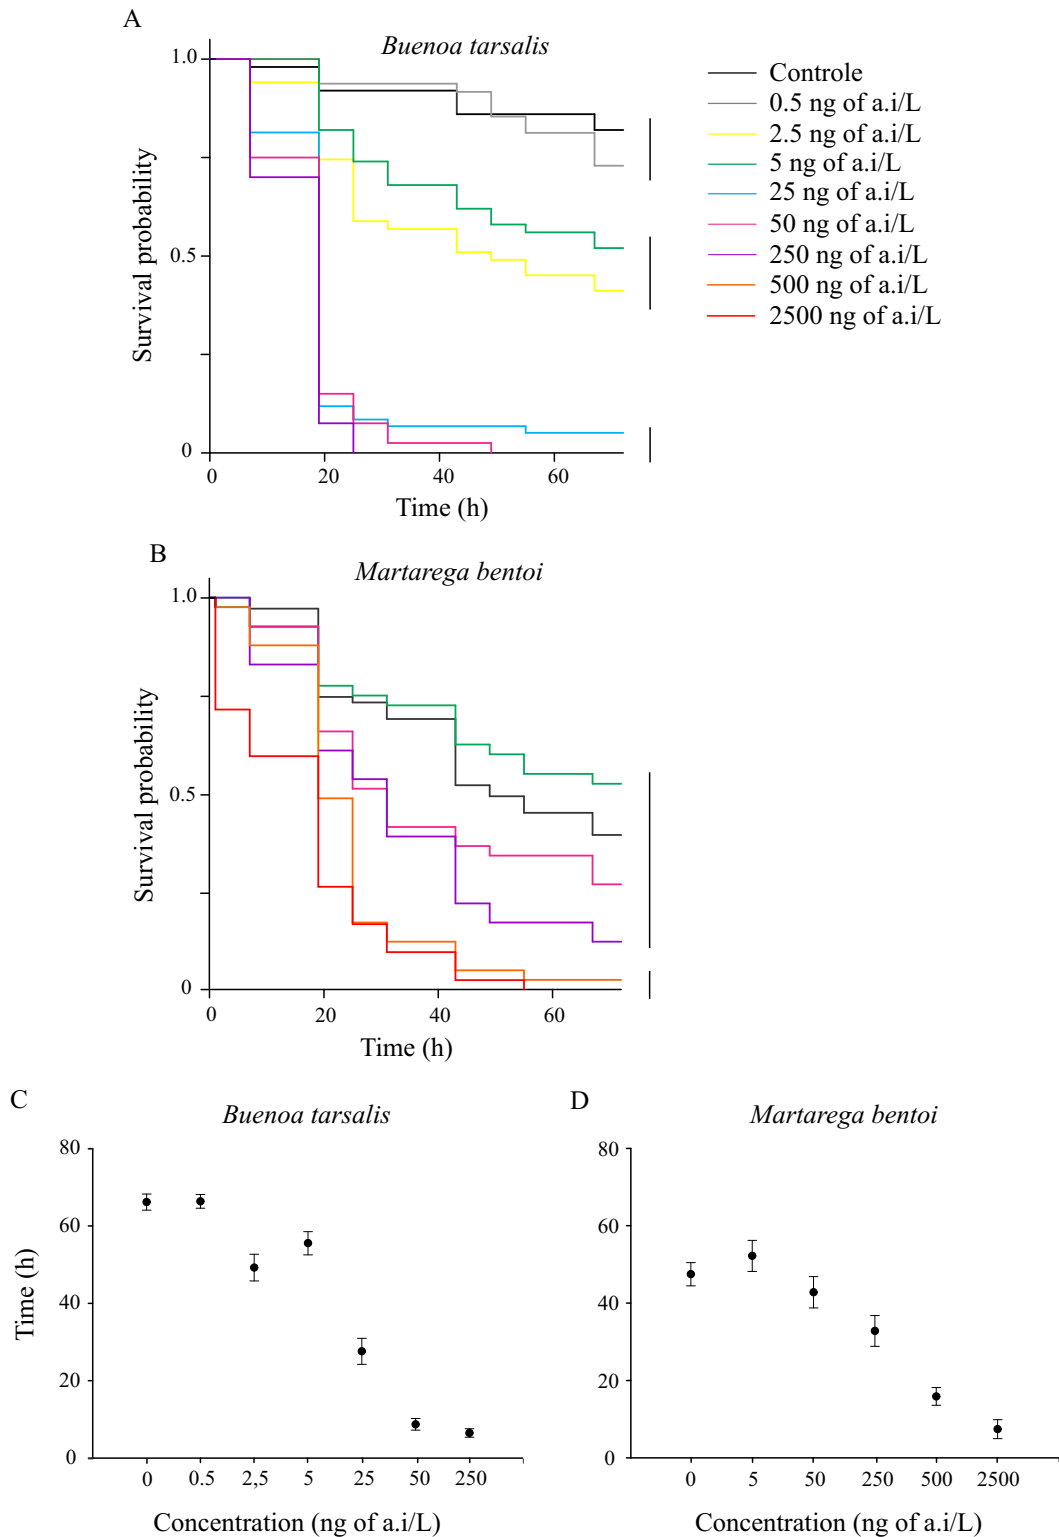 A
Buenoa tarsalis
1.0
0.5
0
Survival probability
0 20 40 60
Time (h)
Controle
0.5 ng of a.i/L
2.5 ng of a.i/L
5 ng of a.i/L
25 ng of a.i/L
50 ng of a.i/L
250 ng of a.i/L
500 ng of a.i/L
2500 ng of a.i/L
B
Martarega bentoi
1.0
0.5
0
Survival probability
0 20 40 60
Time (h)
C
Buenoa tarsalis
80
60
40
20
0
Time (h)
0 0.5 2,5 5 25 50 250
Concentration (ng of a.i/L)
D
Martarega bentoi
80
60
40
20
0
0 5 50 250 500 2500
Concentration (ng of a.i/L)